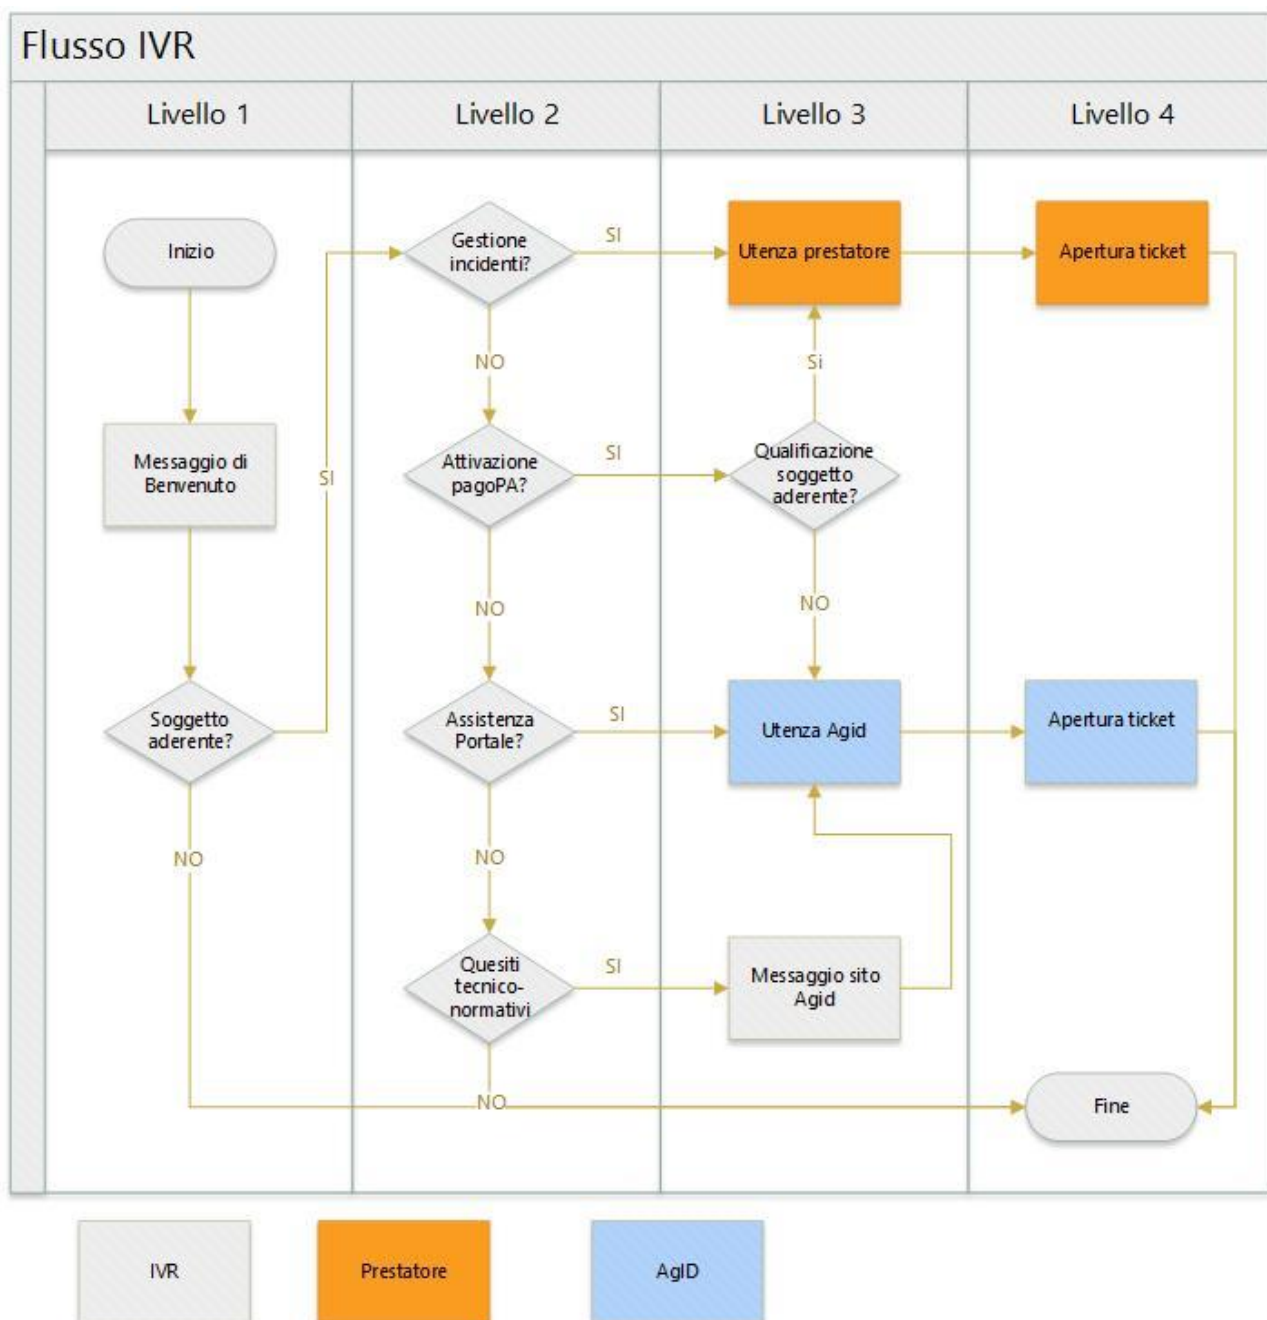 Flusso IVR
Livello 1
Livello 2
Livello 3
Livello 4
Inizio
Gestione
incidenti?
SI
Utenza prestatore
Apertura ticket
NO
Si
Messaggio di
Benvenuto
SI
Attivazione
pagoPA?
SI
Qualificazione
soggetto
aderente?
NO
NO
Soggetto
aderente?
Assistenza
Portale?
SI
Utenza Agid
Apertura ticket
NO
NO
Quesiti
tecnico-
normativi
SI
Messaggio sito
Agid
NO
Fine
IVR
Prestatore
AgID